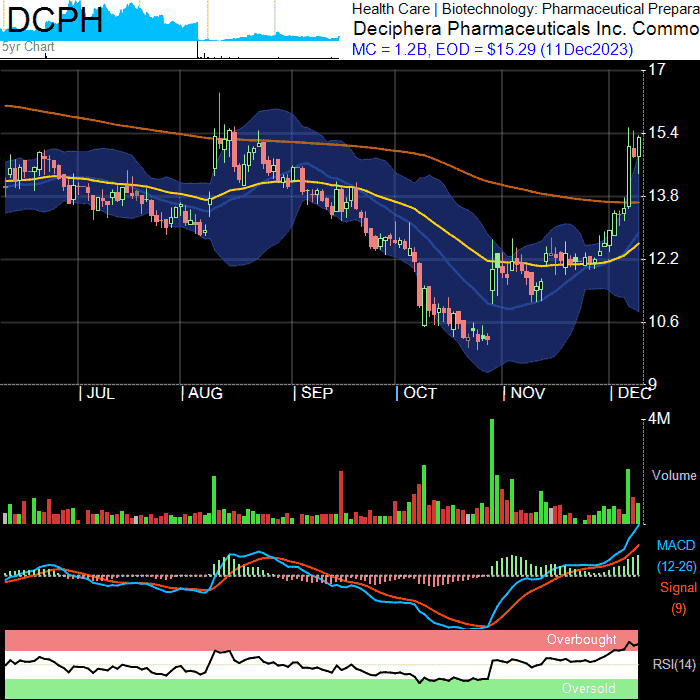 DCPH
5yr Chart
Health Care | Biotechnology: Pharmaceutical Prepara
Deciphera Pharmaceuticals Inc. Commo
MC = 1.2B, EOD = $15.29 (11Dec2023)
17
15.4
13.8
12.2
10.6
9
JUL AUG SEP OCT NOV DEC
4M
Volume
MACD
(12-26)
Signal
(9)
Overbought
RSI(14)
Oversold